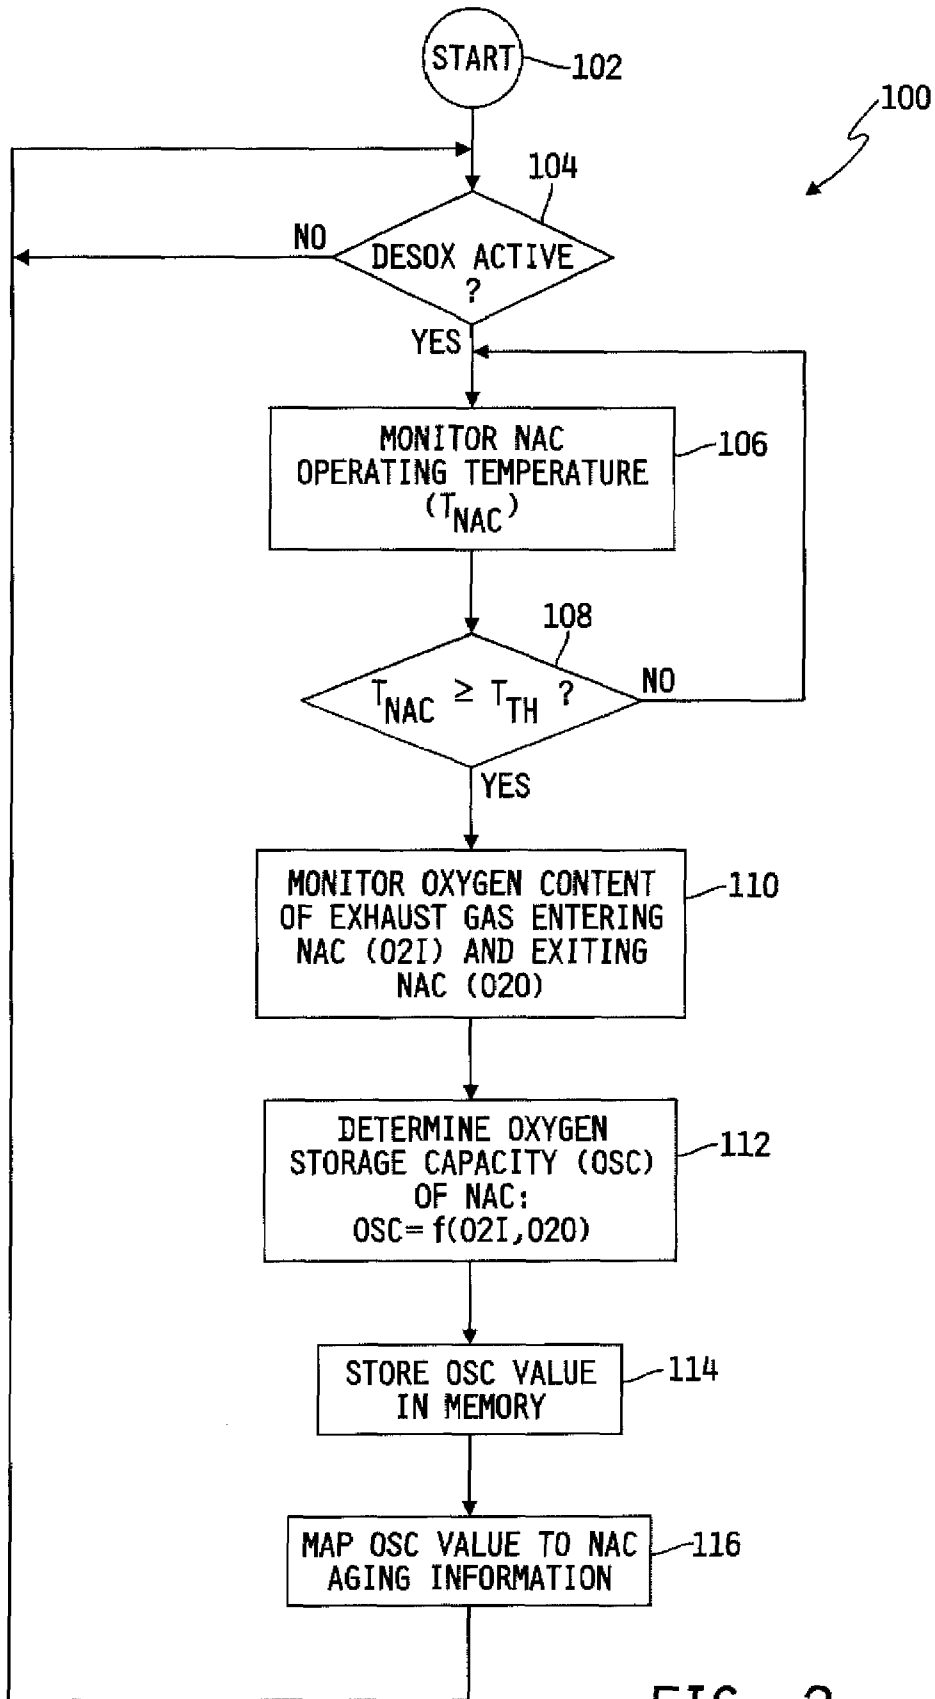 START
102
100
104
NO
DESOX ACTIVE
?
YES
MONITOR NAC
OPERATING TEMPERATURE
(TNAC)
106
108
TNAC ≥ TTH ?
NO
YES
MONITOR OXYGEN CONTENT
OF EXHAUST GAS ENTERING
NAC (O2I) AND EXITING
NAC (O2O)
110
DETERMINE OXYGEN
STORAGE CAPACITY (OSC)
OF NAC:
OSC = f(O2I,O2O)
112
STORE OSC VALUE
IN MEMORY
114
MAP OSC VALUE TO NAC
AGING INFORMATION
116
FIG.